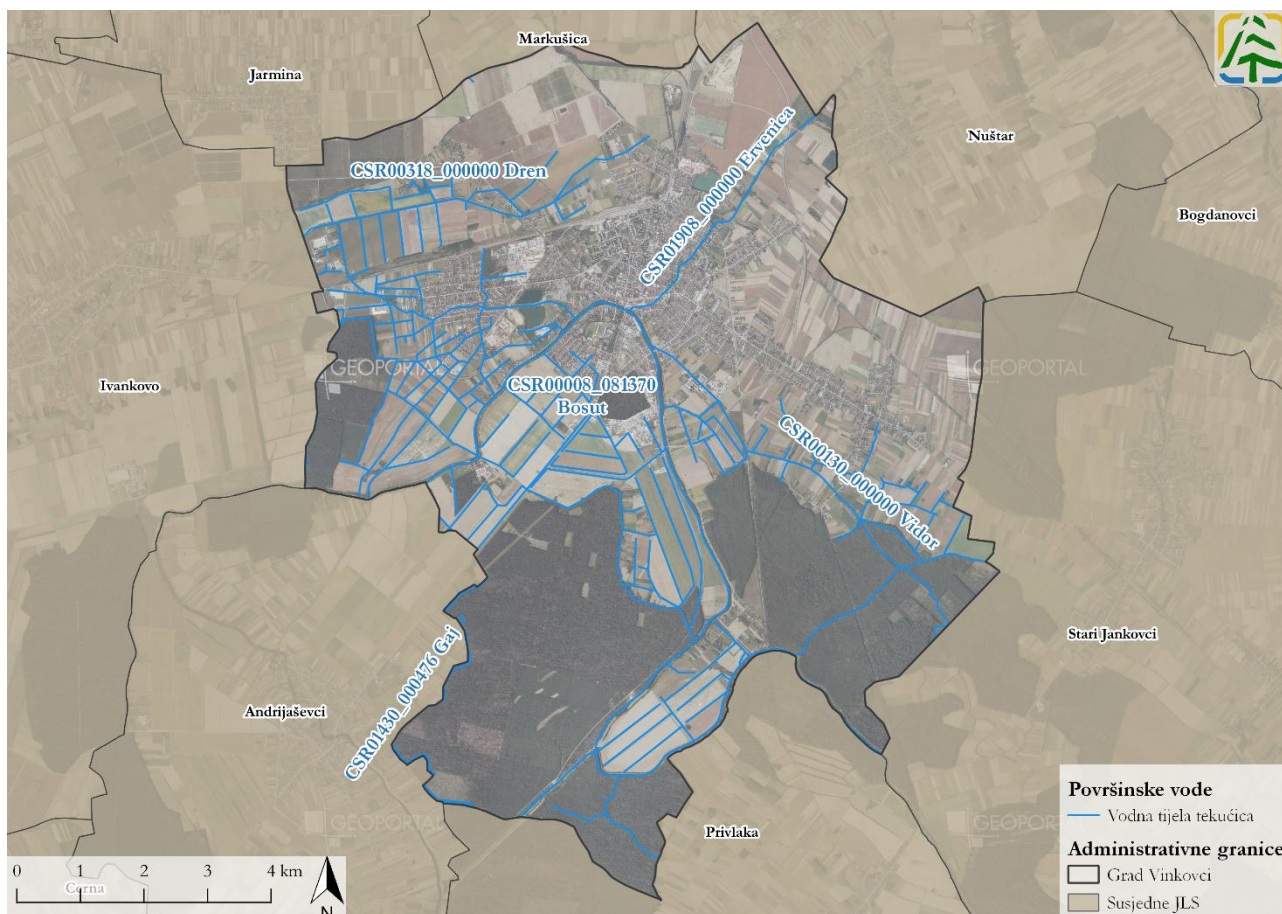 Markušica
Jarmina
Nuštar
CSR00318_000000 Dren
CSR01908_000000 Ervenica
Bogdanovci
GEOPORTAL
GEOPORTAL
Ivankovo
CSR00008_081370
Bosut
CSR00130_000000 Vidor
Stari Jankovci
CSR01430_000476 Gaj
Andrijaševci
Privlaka
GEOPORTAL
GEOPORTAL
Cerna
0 1 2 3 4 km
N
Površinske vode
Vodna tijela tekućica
Administrativne granice
Grad Vinkovci
Susjedne JLS